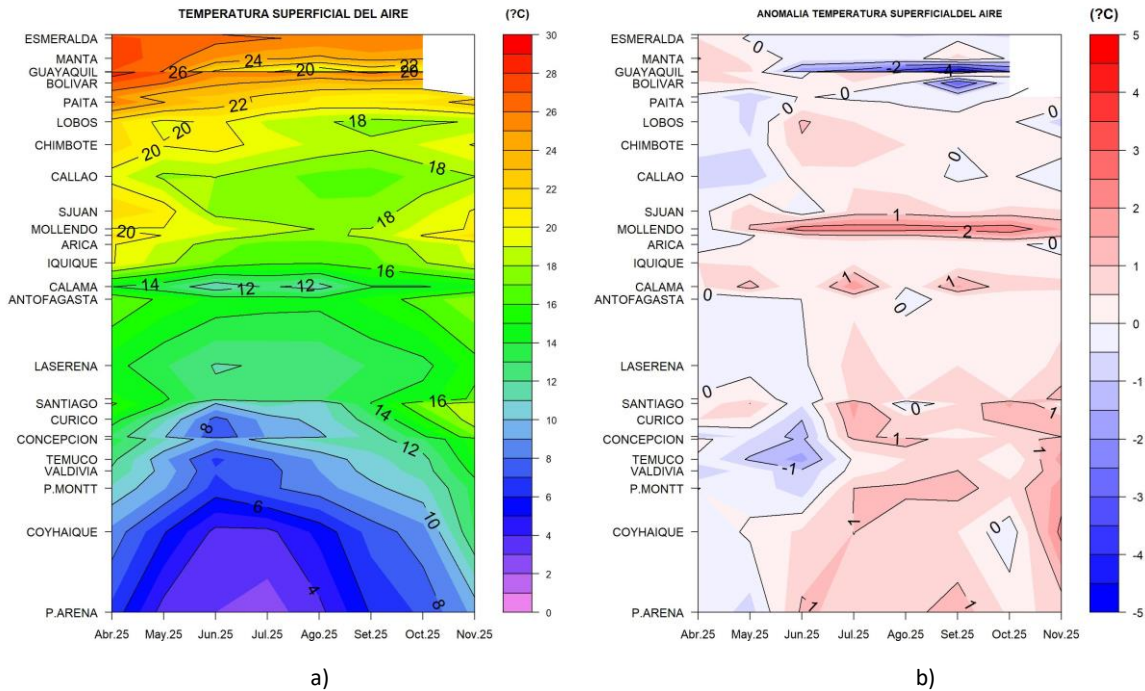 TEMPERATURA SUPERFICIAL DEL AIRE
(?C)
ESMERALDA
MANTA
GUAYAQUIL
BOLIVAR
PAITA
LOBOS
CHIMBOTE
CALLAO
SJUAN
MOLLENDO
ARICA
IQUIQUE
CALAMA
ANTOFAGASTA
LASERENA
SANTIAGO
CURICO
CONCEPCION
TEMUCO
VALDIVIA
P.MONTT
COYHAIQUE
P.ARENA
24
22
26
20
20
22
20
18
20
18
18
20
16
14
12
12
16
14
8
12
6
10
4
8
30
28
26
24
22
20
18
16
14
12
10
8
6
4
2
0
Abr.25 May.25 Jun.25 Jul.25 Ago.25 Set.25 Oct.25 Nov.25
a)
ANOMALIA TEMPERATURA SUPERFICIALDEL AIRE
(?C)
ESMERALDA
MANTA
GUAYAQUIL
BOLIVAR
PAITA
LOBOS
CHIMBOTE
CALLAO
SJUAN
MOLLENDO
ARICA
IQUIQUE
CALAMA
ANTOFAGASTA
LASERENA
SANTIAGO
CURICO
CONCEPCION
TEMUCO
VALDIVIA
P.MONTT
COYHAIQUE
P.ARENA
0
0
-2
-4
0
0
0
0
1
2
0
1
1
0
0
0
0
1
1
1
-1
1
0
1
1
5
4
3
2
1
0
-1
-2
-3
-4
-5
Abr.25 May.25 Jun.25 Jul.25 Ago.25 Set.25 Oct.25 Nov.25
b)